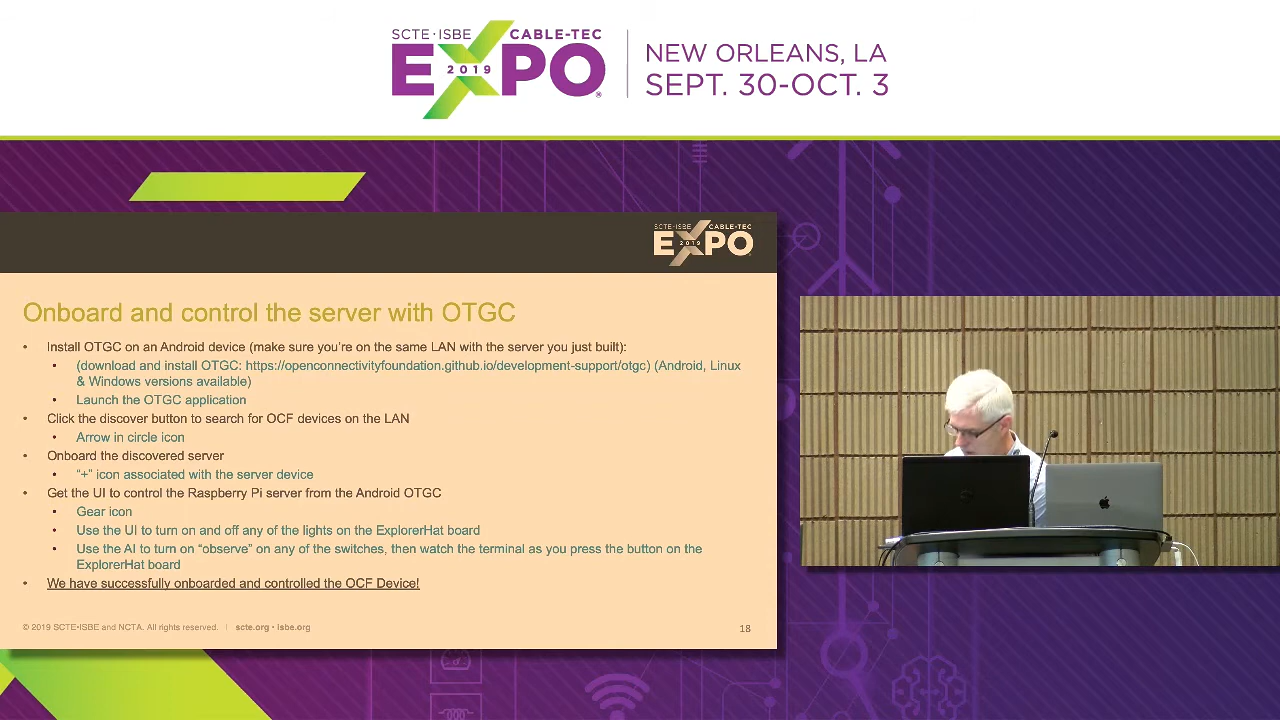 SCTE·ISBE CABLE-TEC
EXPO
2019
NEW ORLEANS, LA
SEPT. 30-OCT. 3
SCTE·ISBE CABLE-TEC
EXPO
2019
Onboard and control the server with OTGC
• Install OTGC on an Android device (make sure you're on the same LAN with the server you just built):
• (download and install OTGC: https://openconnectivityfoundation.github.io/development-support/otgc) (Android, Linux
& Windows versions available)
• Launch the OTGC application
• Click the discover button to search for OCF devices on the LAN
• Arrow in circle icon
• Onboard the discovered server
• “+” icon associated with the server device
• Get the UI to control the Raspberry Pi server from the Android OTGC
• Gear icon
• Use the UI to turn on and off any of the lights on the ExplorerHat board
• Use the AI to turn on “observe” on any of the switches, then watch the terminal as you press the button on the
ExplorerHat board
• We have successfully onboarded and controlled the OCF Device!
© 2019 SCTE•ISBE and NCTA. All rights reserved. | scte.org • isbe.org
18